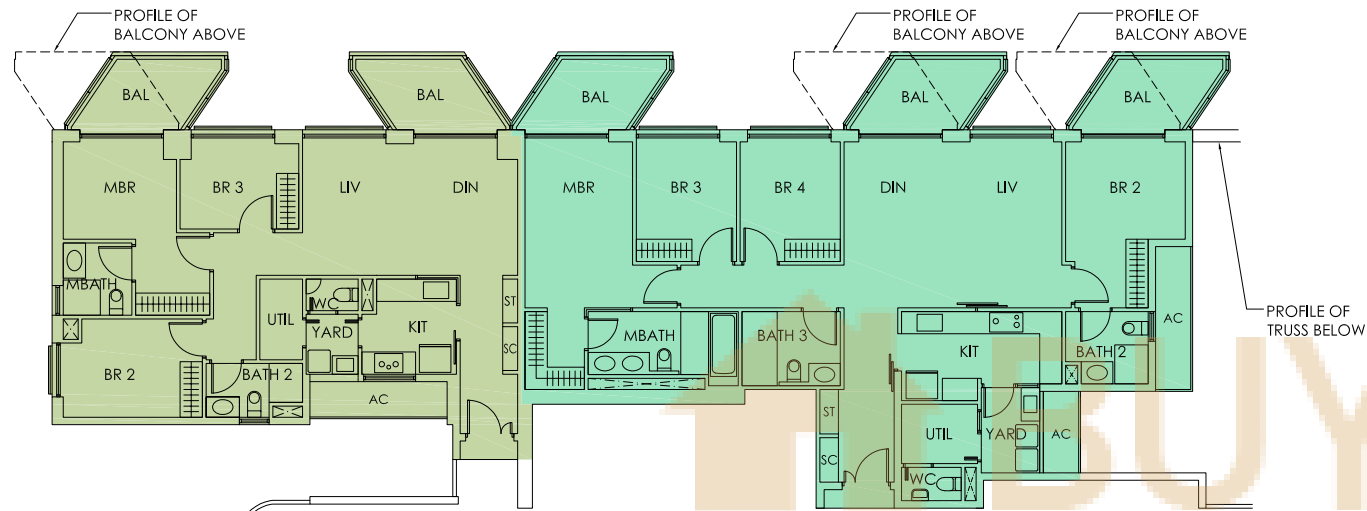 PROFILE OF
BALCONY ABOVE
PROFILE OF
BALCONY ABOVE
PROFILE OF
BALCONY ABOVE
BAL
BAL
BAL
BAL
BAL
MBR
BR 3
LIV
DIN
MBR
BR 3
BR 4
DIN
LIV
BR 2
MBATH
WC
UTIL
YARD
KIT
ST
SC
BR 2
BATH 2
AC
MBATH
BATH 3
KIT
BATH 2
AC
PROFILE OF
TRUSS BELOW
ST
SC
UTIL
YARD
AC
WC
BUY